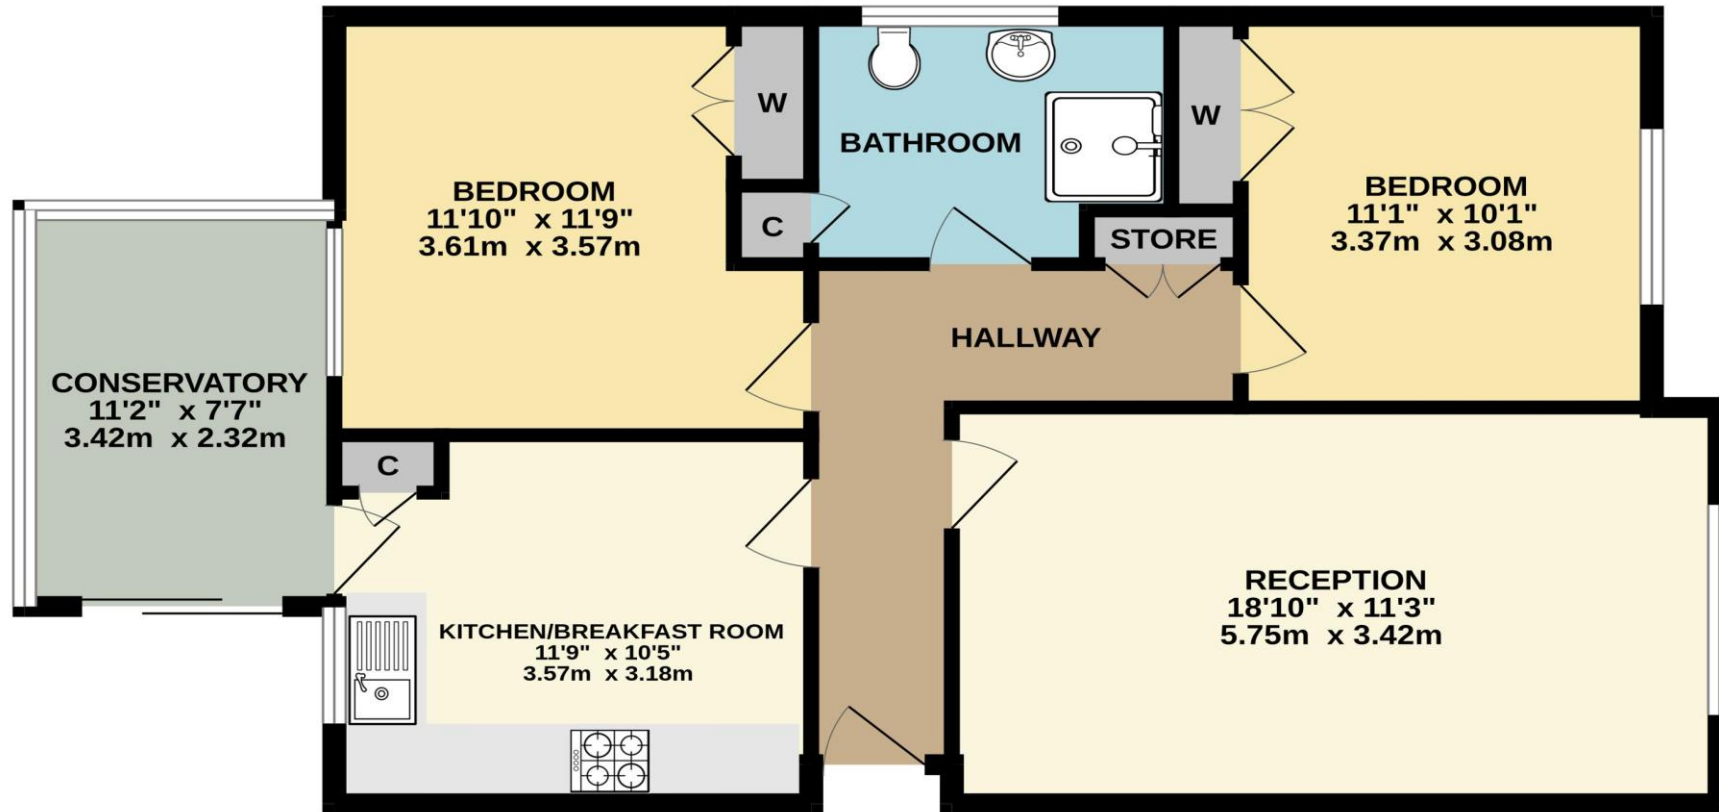 BEDROOM
11'10" x 11'9"
3.61m x 3.57m
W
C
BATHROOM
W
STORE
BEDROOM
11'1" x 10'1"
3.37m x 3.08m
HALLWAY
CONSERVATORY
11'2" x 7'7"
3.42m x 2.32m
C
KITCHEN/BREAKFAST ROOM
11'9" x 10'5"
3.57m x 3.18m
RECEPTION
18'10" x 11'3"
5.75m x 3.42m